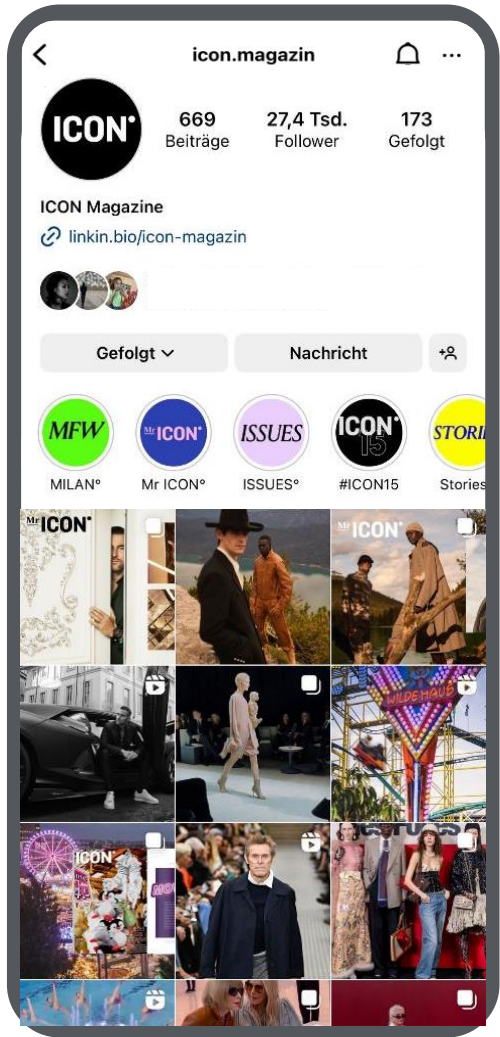 icon.magazin
ICON°
669
27,4 Tsd.
173
Beiträge
Follower
Gefolgt
ICON Magazine
linkin.bio/icon-magazin
Gefolgt
Nachricht
MFW
Mr ICON°
ISSUES
ICON°
15
STORI
MILAN°
Mr ICON°
ISSUES°
#ICON15
Stories
Mr ICON°
Mr ICON°
WILDE MAUS
ICON